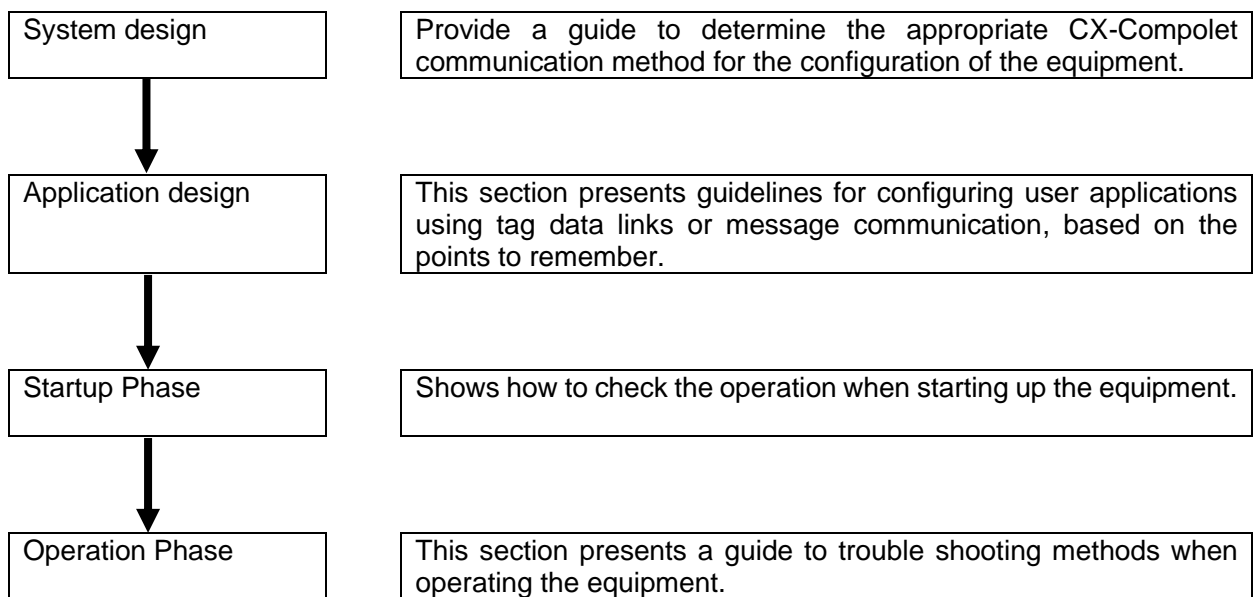 System design
Provide a guide to determine the appropriate CX-Compolet
communication method for the configuration of the equipment.
Application design
This section presents guidelines for configuring user applications
using tag data links or message communication, based on the
points to remember.
Startup Phase
Shows how to check the operation when starting up the equipment.
Operation Phase
This section presents a guide to trouble shooting methods when
operating the equipment.